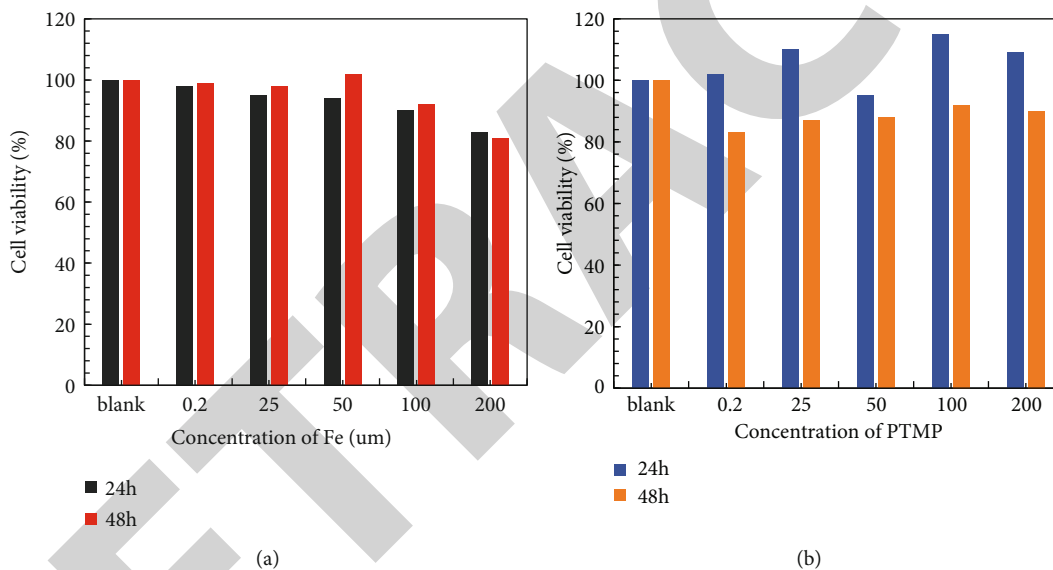 120
100
80
60
40
20
0
Cell viability (%)
blank 0.2 25 50 100 200
Concentration of Fe (um)
24h
48h
(a)
120
100
80
60
40
20
0
Cell viability (%)
blank 0.2 25 50 100 200
Concentration of PTMP
24h
48h
(b)
ETRAC